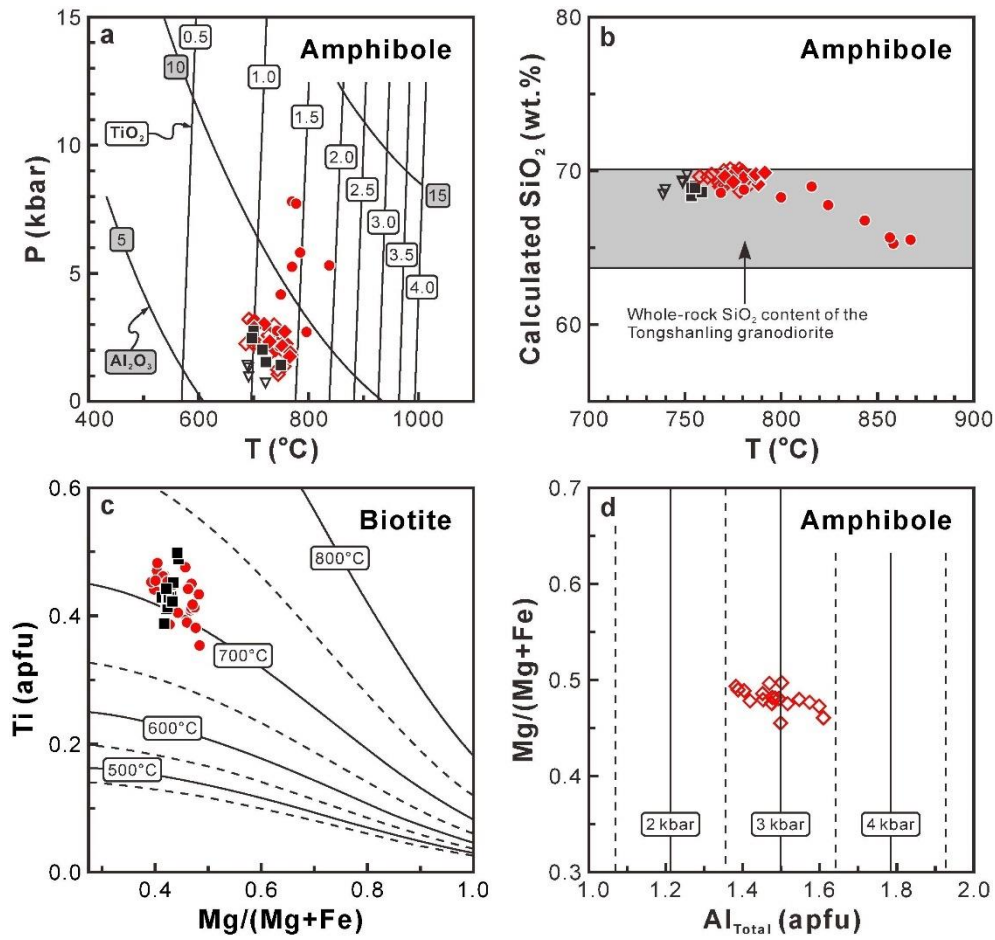 a
Amphibole
P (kbar)
15
10
5
0
10
0.5
1.0
1.5
2.0
2.5
3.0
3.5
4.0
15
TiO₂
5
Al₂O₃
400
600
800
1000
T (°C)
b
Amphibole
Calculated SiO₂ (wt.%)
80
70
60
Whole-rock SiO₂ content of the
Tongshanling granodiorite
700
750
800
850
900
T (°C)
c
Biotite
Ti (apfu)
0.6
0.4
0.2
0.0
800°C
700°C
600°C
500°C
0.4
0.6
0.8
1.0
Mg/(Mg+Fe)
d
Amphibole
Mg/(Mg+Fe)
0.7
0.6
0.5
0.4
0.3
2 kbar
3 kbar
4 kbar
1.0
1.2
1.4
1.6
1.8
2.0
Al_Total (apfu)